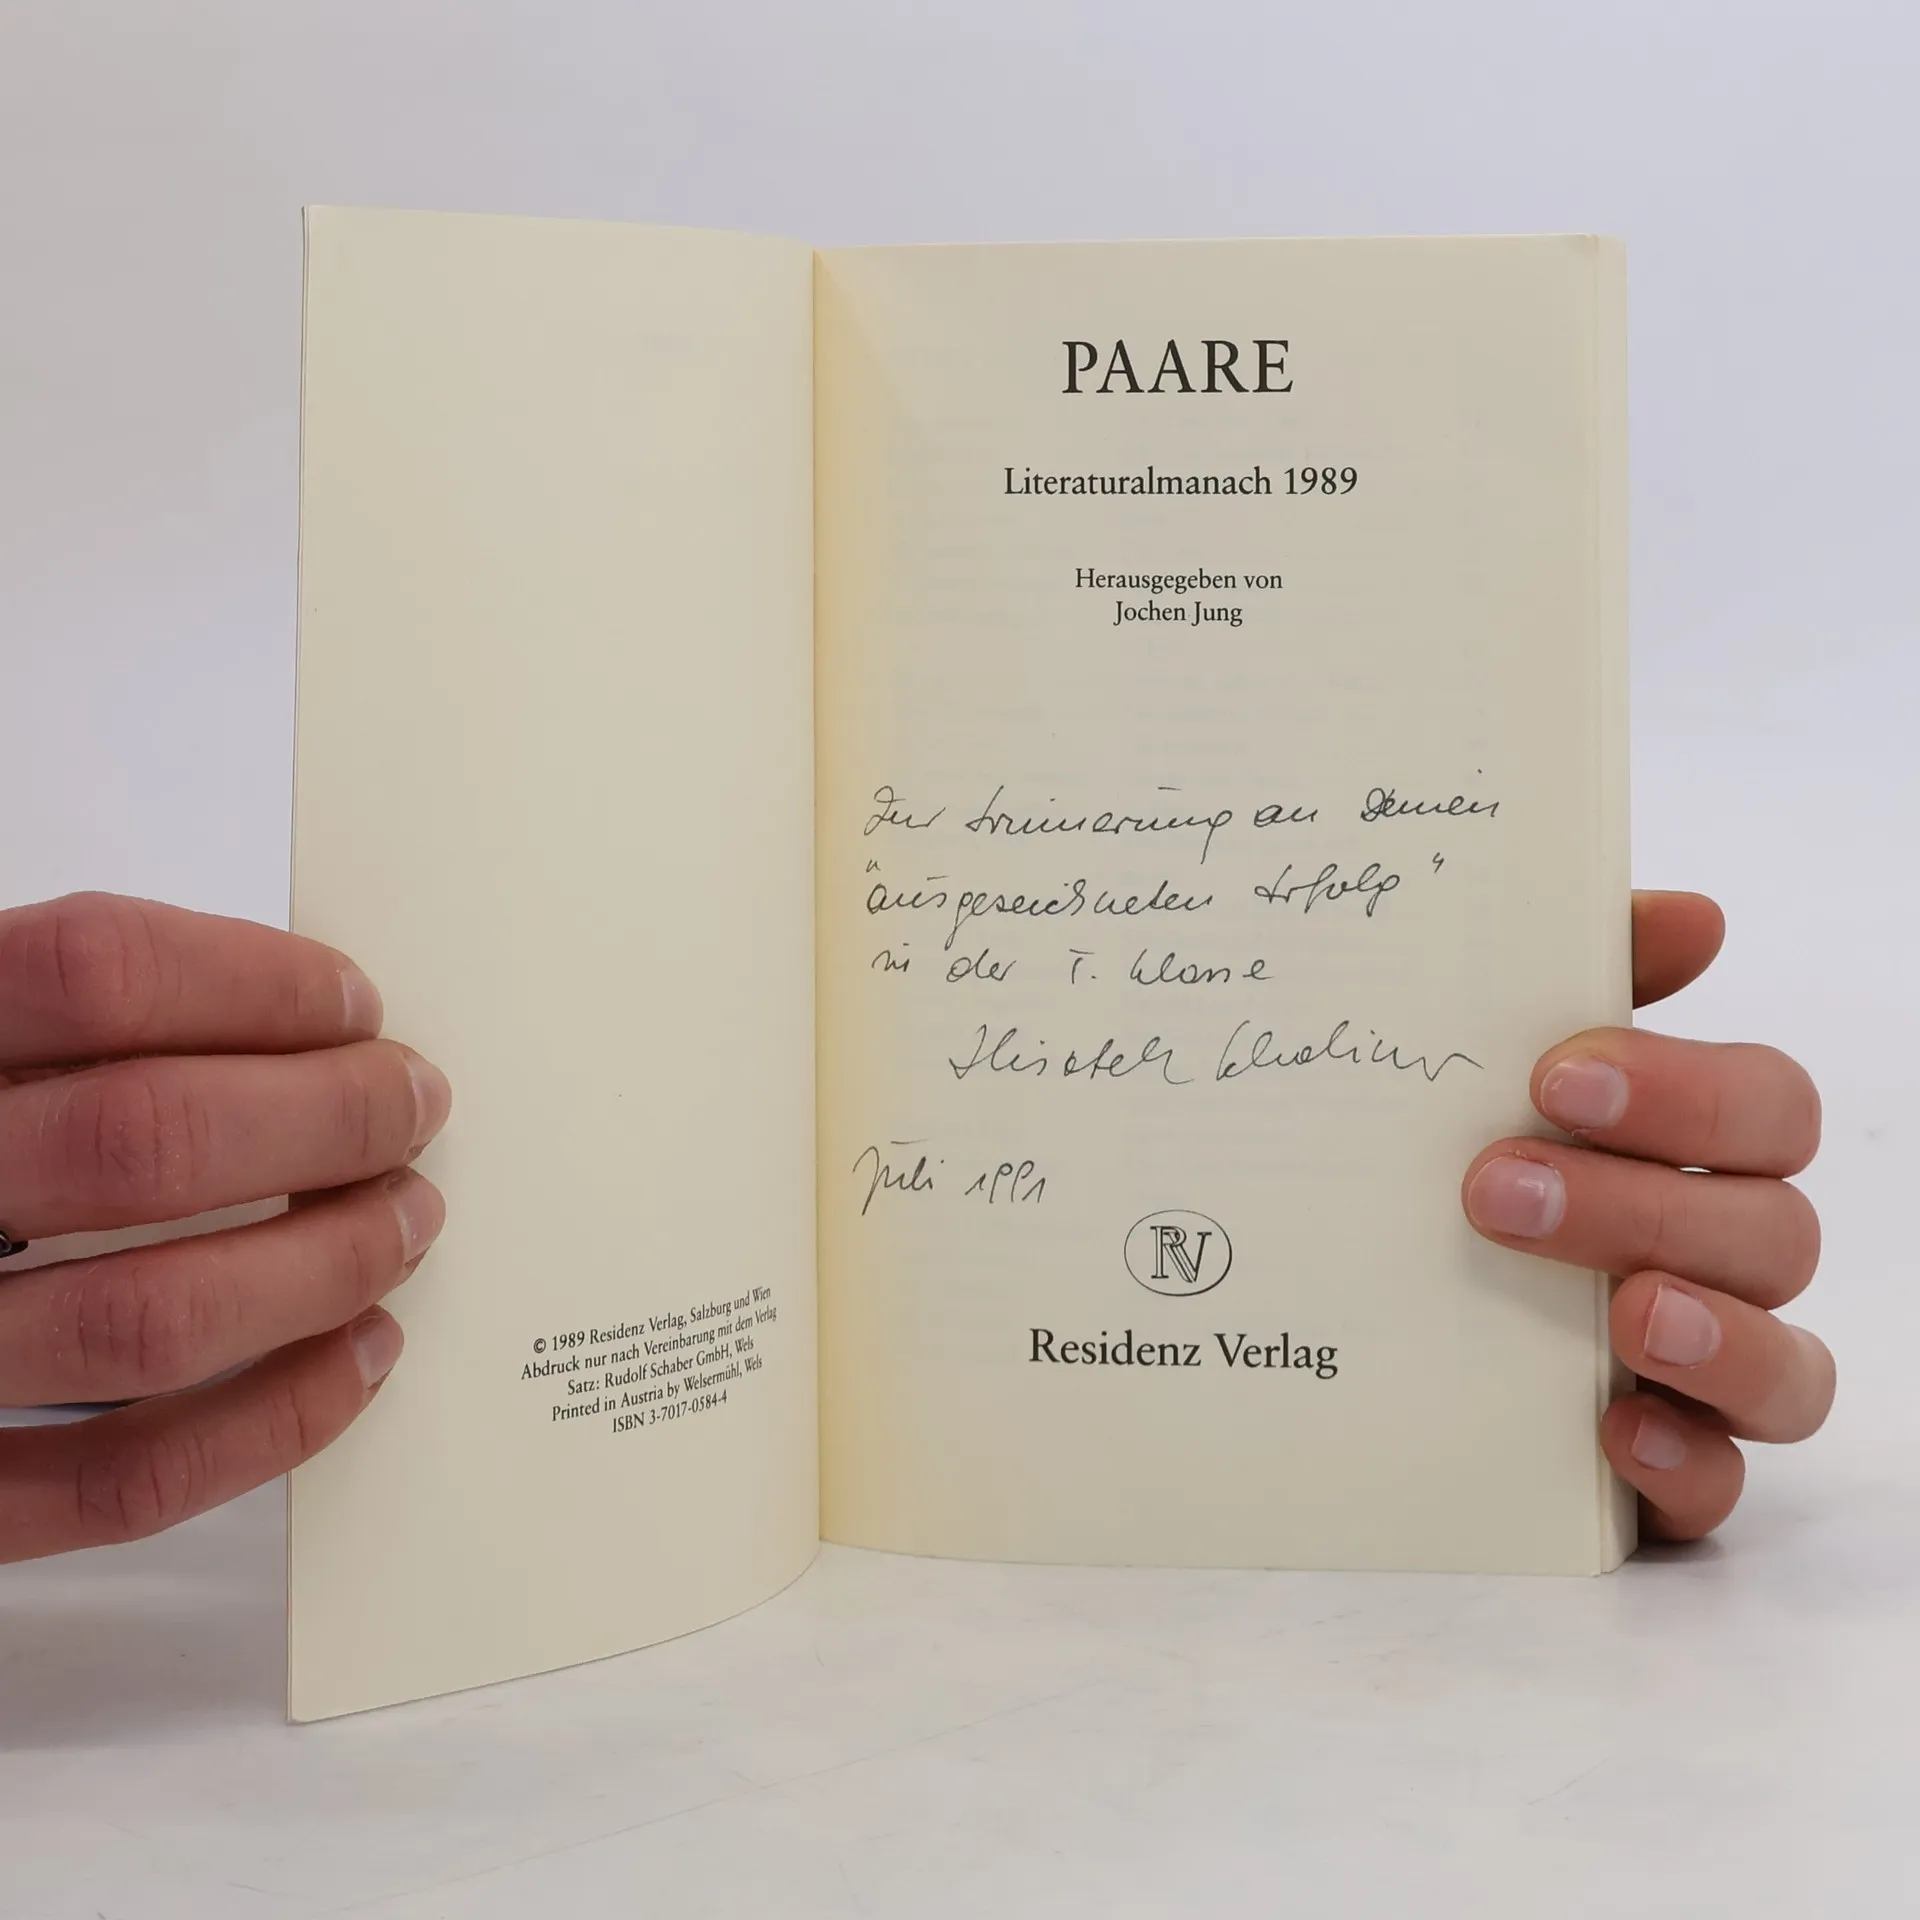 © 1989 Residenz Verlag, Salzburg und Wien
Abdruck nur nach Vereinbarung mit dem Verlag
Satz: Rudolf Schaber GmbH, Wels
Printed in Austria by Welsermühl, Wels
ISBN 3-7017-0584-4
PAARE
Literaturalmanach 1989
Herausgegeben von
Jochen Jung
Zur Erinnerung an Deinen
"ausgezeichneten Erfolg"
in der I. Klasse
Juli 1991
RV
Residenz Verlag